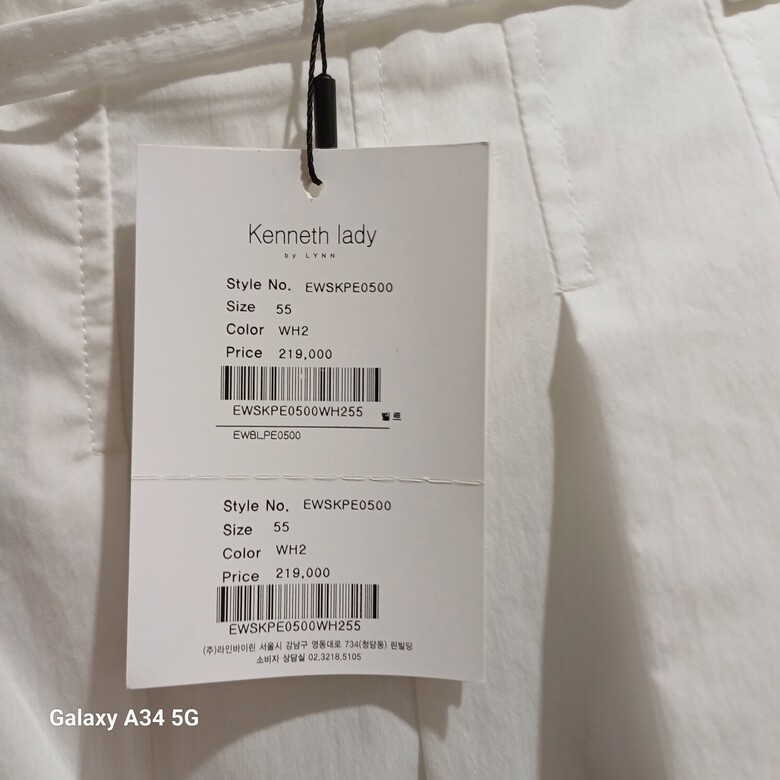 Kenneth lady
by LYNN
Style No. EWSKPE0500
Size 55
Color WH2
Price 219,000
EWSKPE0500WH255
EWBLPE0500
Style No. EWSKPE0500
Size 55
Color WH2
Price 219,000
EWSKPE0500WH255
(주)라인바이린 서울시 강남구 영동대로 734(청담동) 린빌딩
소비자 상담실 02.3218.5105
Galaxy A34 5G